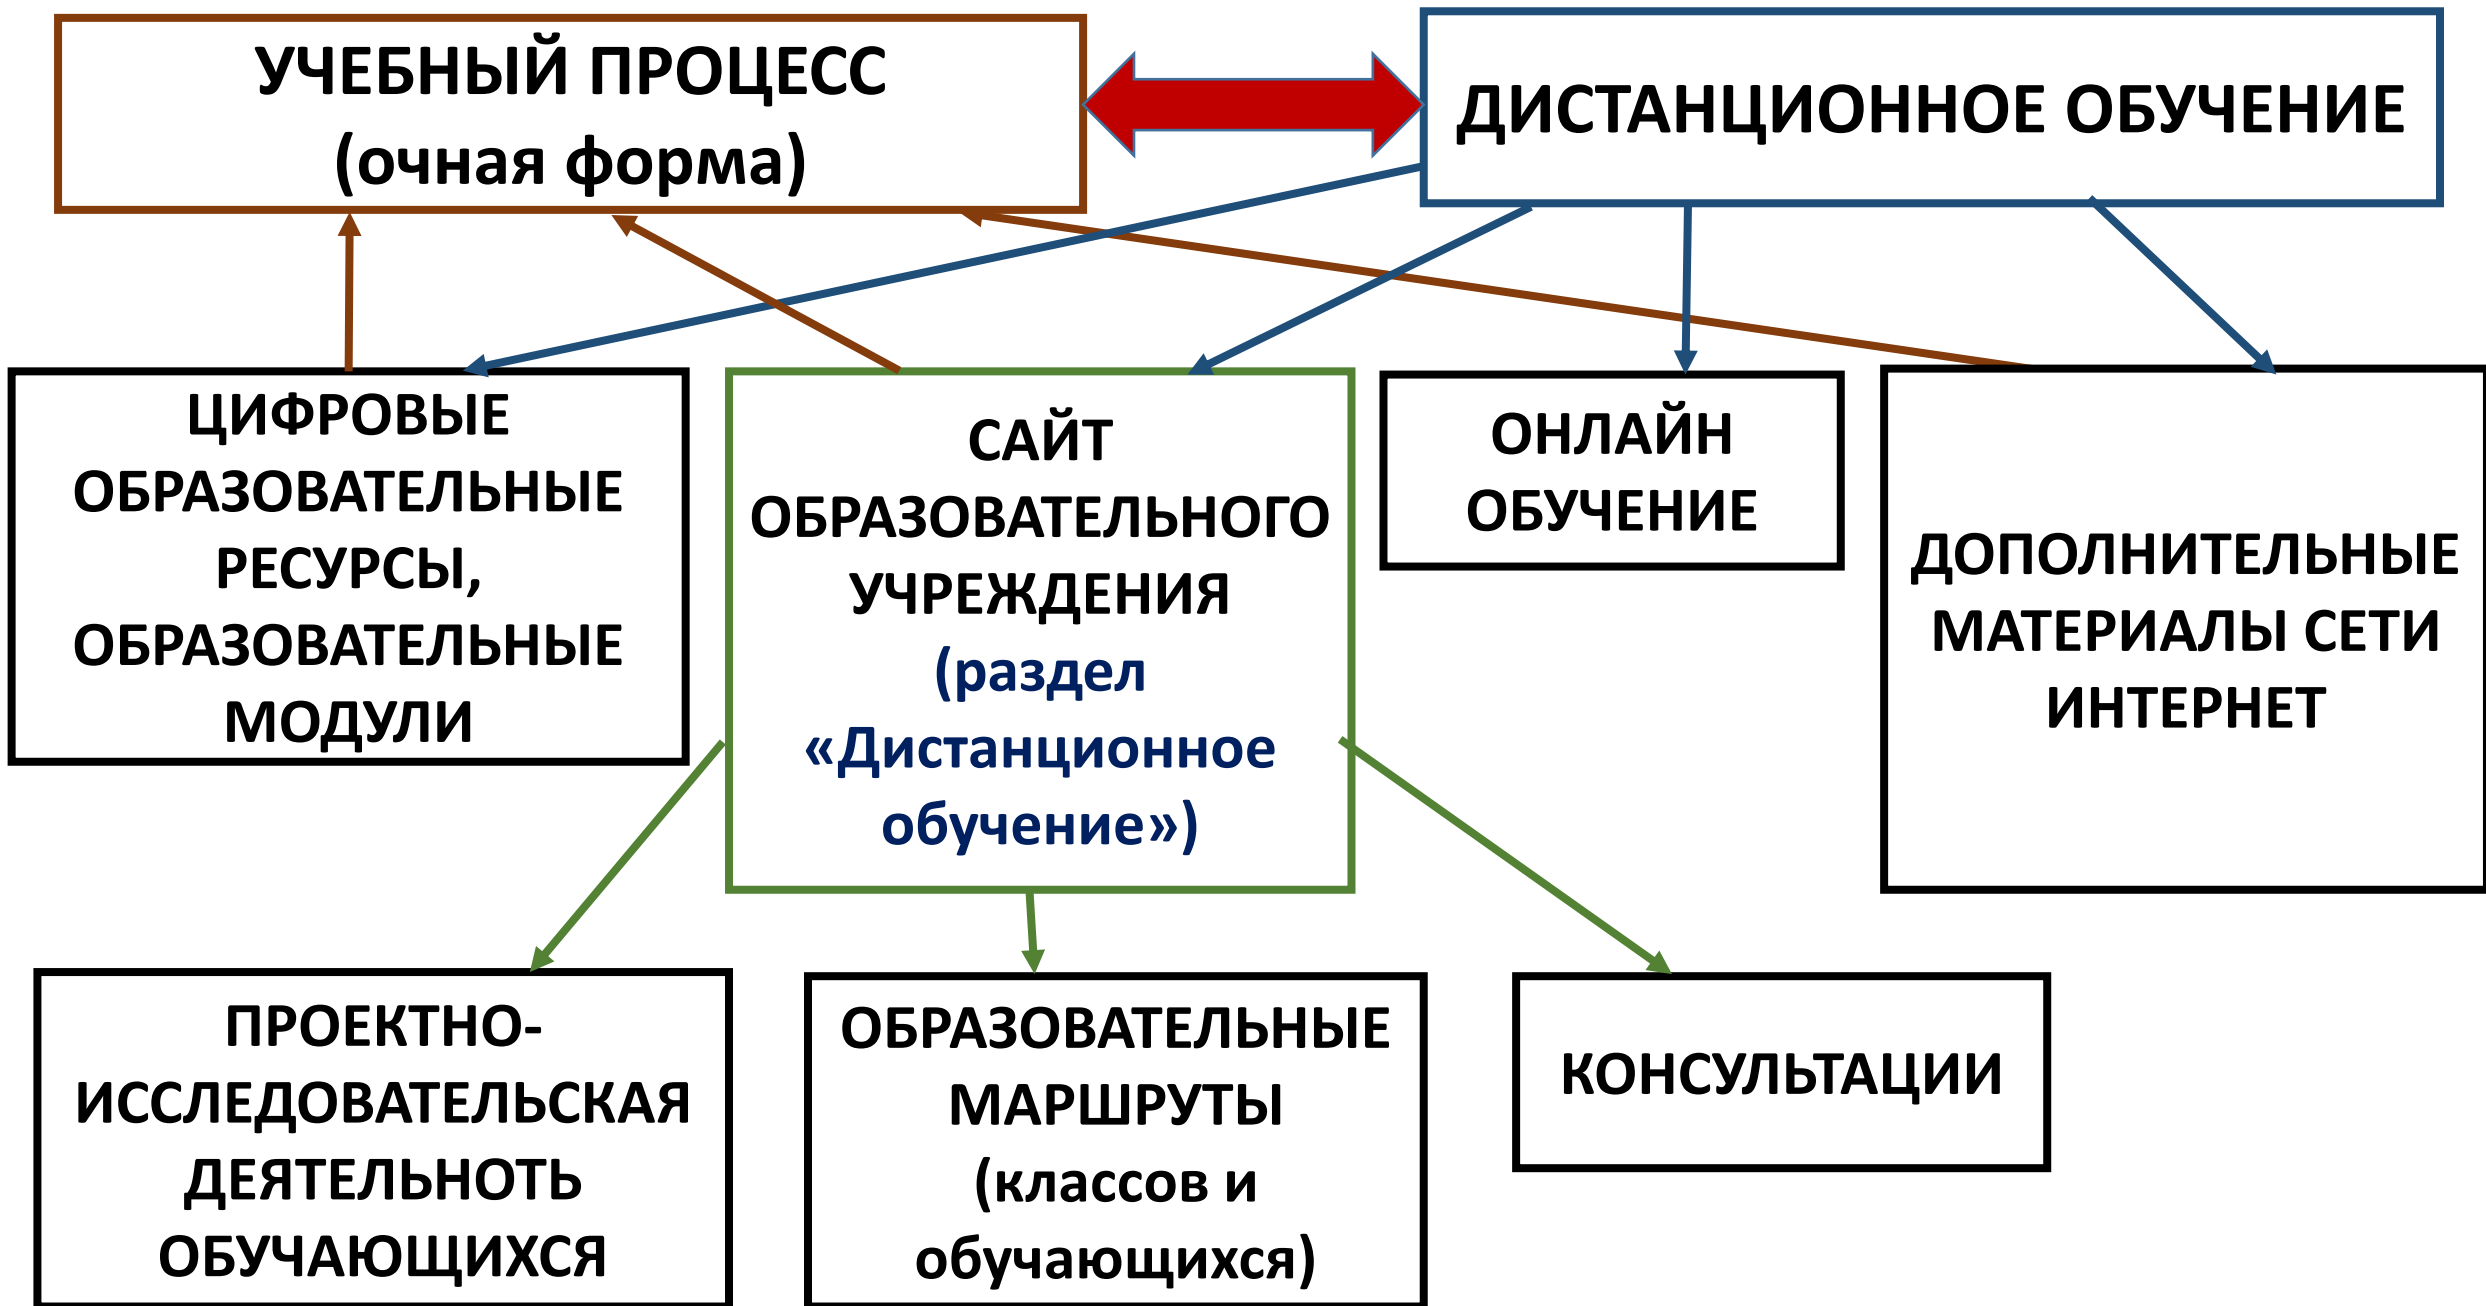 УЧЕБНЫЙ ПРОЦЕСС
(очная форма)
ДИСТАНЦИОННОЕ ОБУЧЕНИЕ
ЦИФРОВЫЕ
ОБРАЗОВАТЕЛЬНЫЕ
РЕСУРСЫ,
ОБРАЗОВАТЕЛЬНЫЕ
МОДУЛИ
САЙТ
ОБРАЗОВАТЕЛЬНОГО
УЧРЕЖДЕНИЯ
(раздел
«Дистанционное
обучение»)
ОНЛАЙН
ОБУЧЕНИЕ
ДОПОЛНИТЕЛЬНЫЕ
МАТЕРИАЛЫ СЕТИ
ИНТЕРНЕТ
ПРОЕКТНО-
ИССЛЕДОВАТЕЛЬСКАЯ
ДЕЯТЕЛЬНОТЬ
ОБУЧАЮЩИХСЯ
ОБРАЗОВАТЕЛЬНЫЕ
МАРШРУТЫ
(классов и
обучающихся)
КОНСУЛЬТАЦИИ